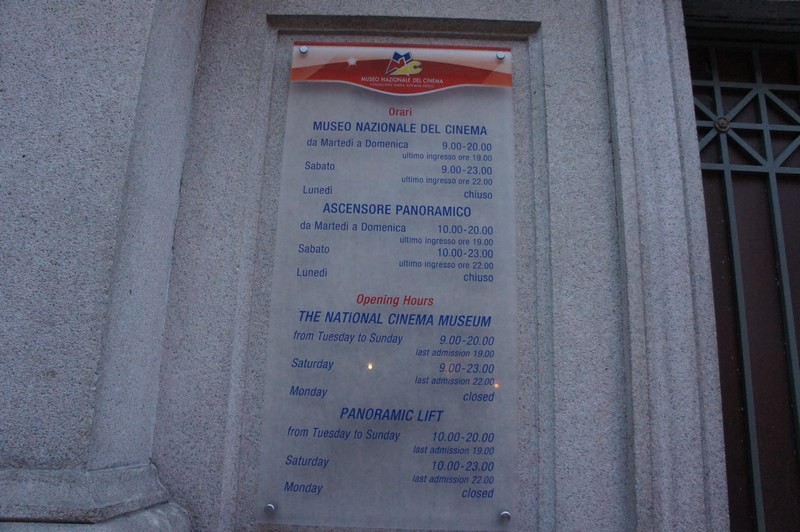 MUSEO NAZIONALE DEL CINEMA
FONDAZIONE MARIA ADRIANA PROLO
Orari
MUSEO NAZIONALE DEL CINEMA
da Martedì a Domenica 9.00-20.00
ultimo ingresso ore 19.00
Sabato 9.00-23.00
ultimo ingresso ore 22.00
Lunedì chiuso
ASCENSORE PANORAMICO
da Martedì a Domenica 10.00-20.00
ultimo ingresso ore 19.00
Sabato 10.00-23.00
ultimo ingresso ore 22.00
Lunedì chiuso
Opening Hours
THE NATIONAL CINEMA MUSEUM
from Tuesday to Sunday 9.00-20.00
last admission 19.00
Saturday 9.00-23.00
last admission 22.00
Monday closed
PANORAMIC LIFT
from Tuesday to Sunday 10.00-20.00
last admission 19.00
Saturday 10.00-23.00
last admission 22.00
Monday closed